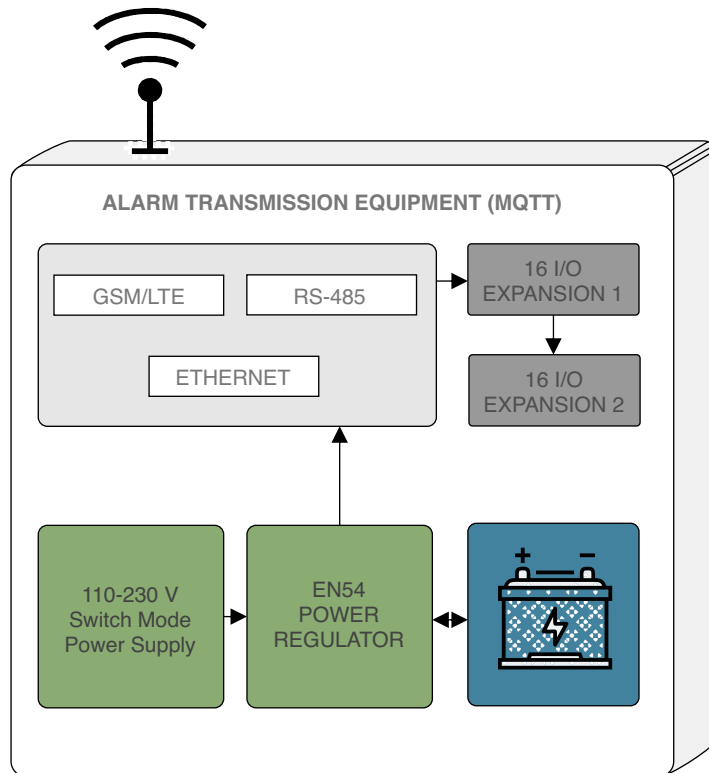 ALARM TRANSMISSION EQUIPMENT (MQTT)
GSM/LTE
RS-485
ETHERNET
16 I/O
EXPANSION 1
16 I/O
EXPANSION 2
110-230 V
Switch Mode
Power Supply
EN54
POWER
REGULATOR
+ −